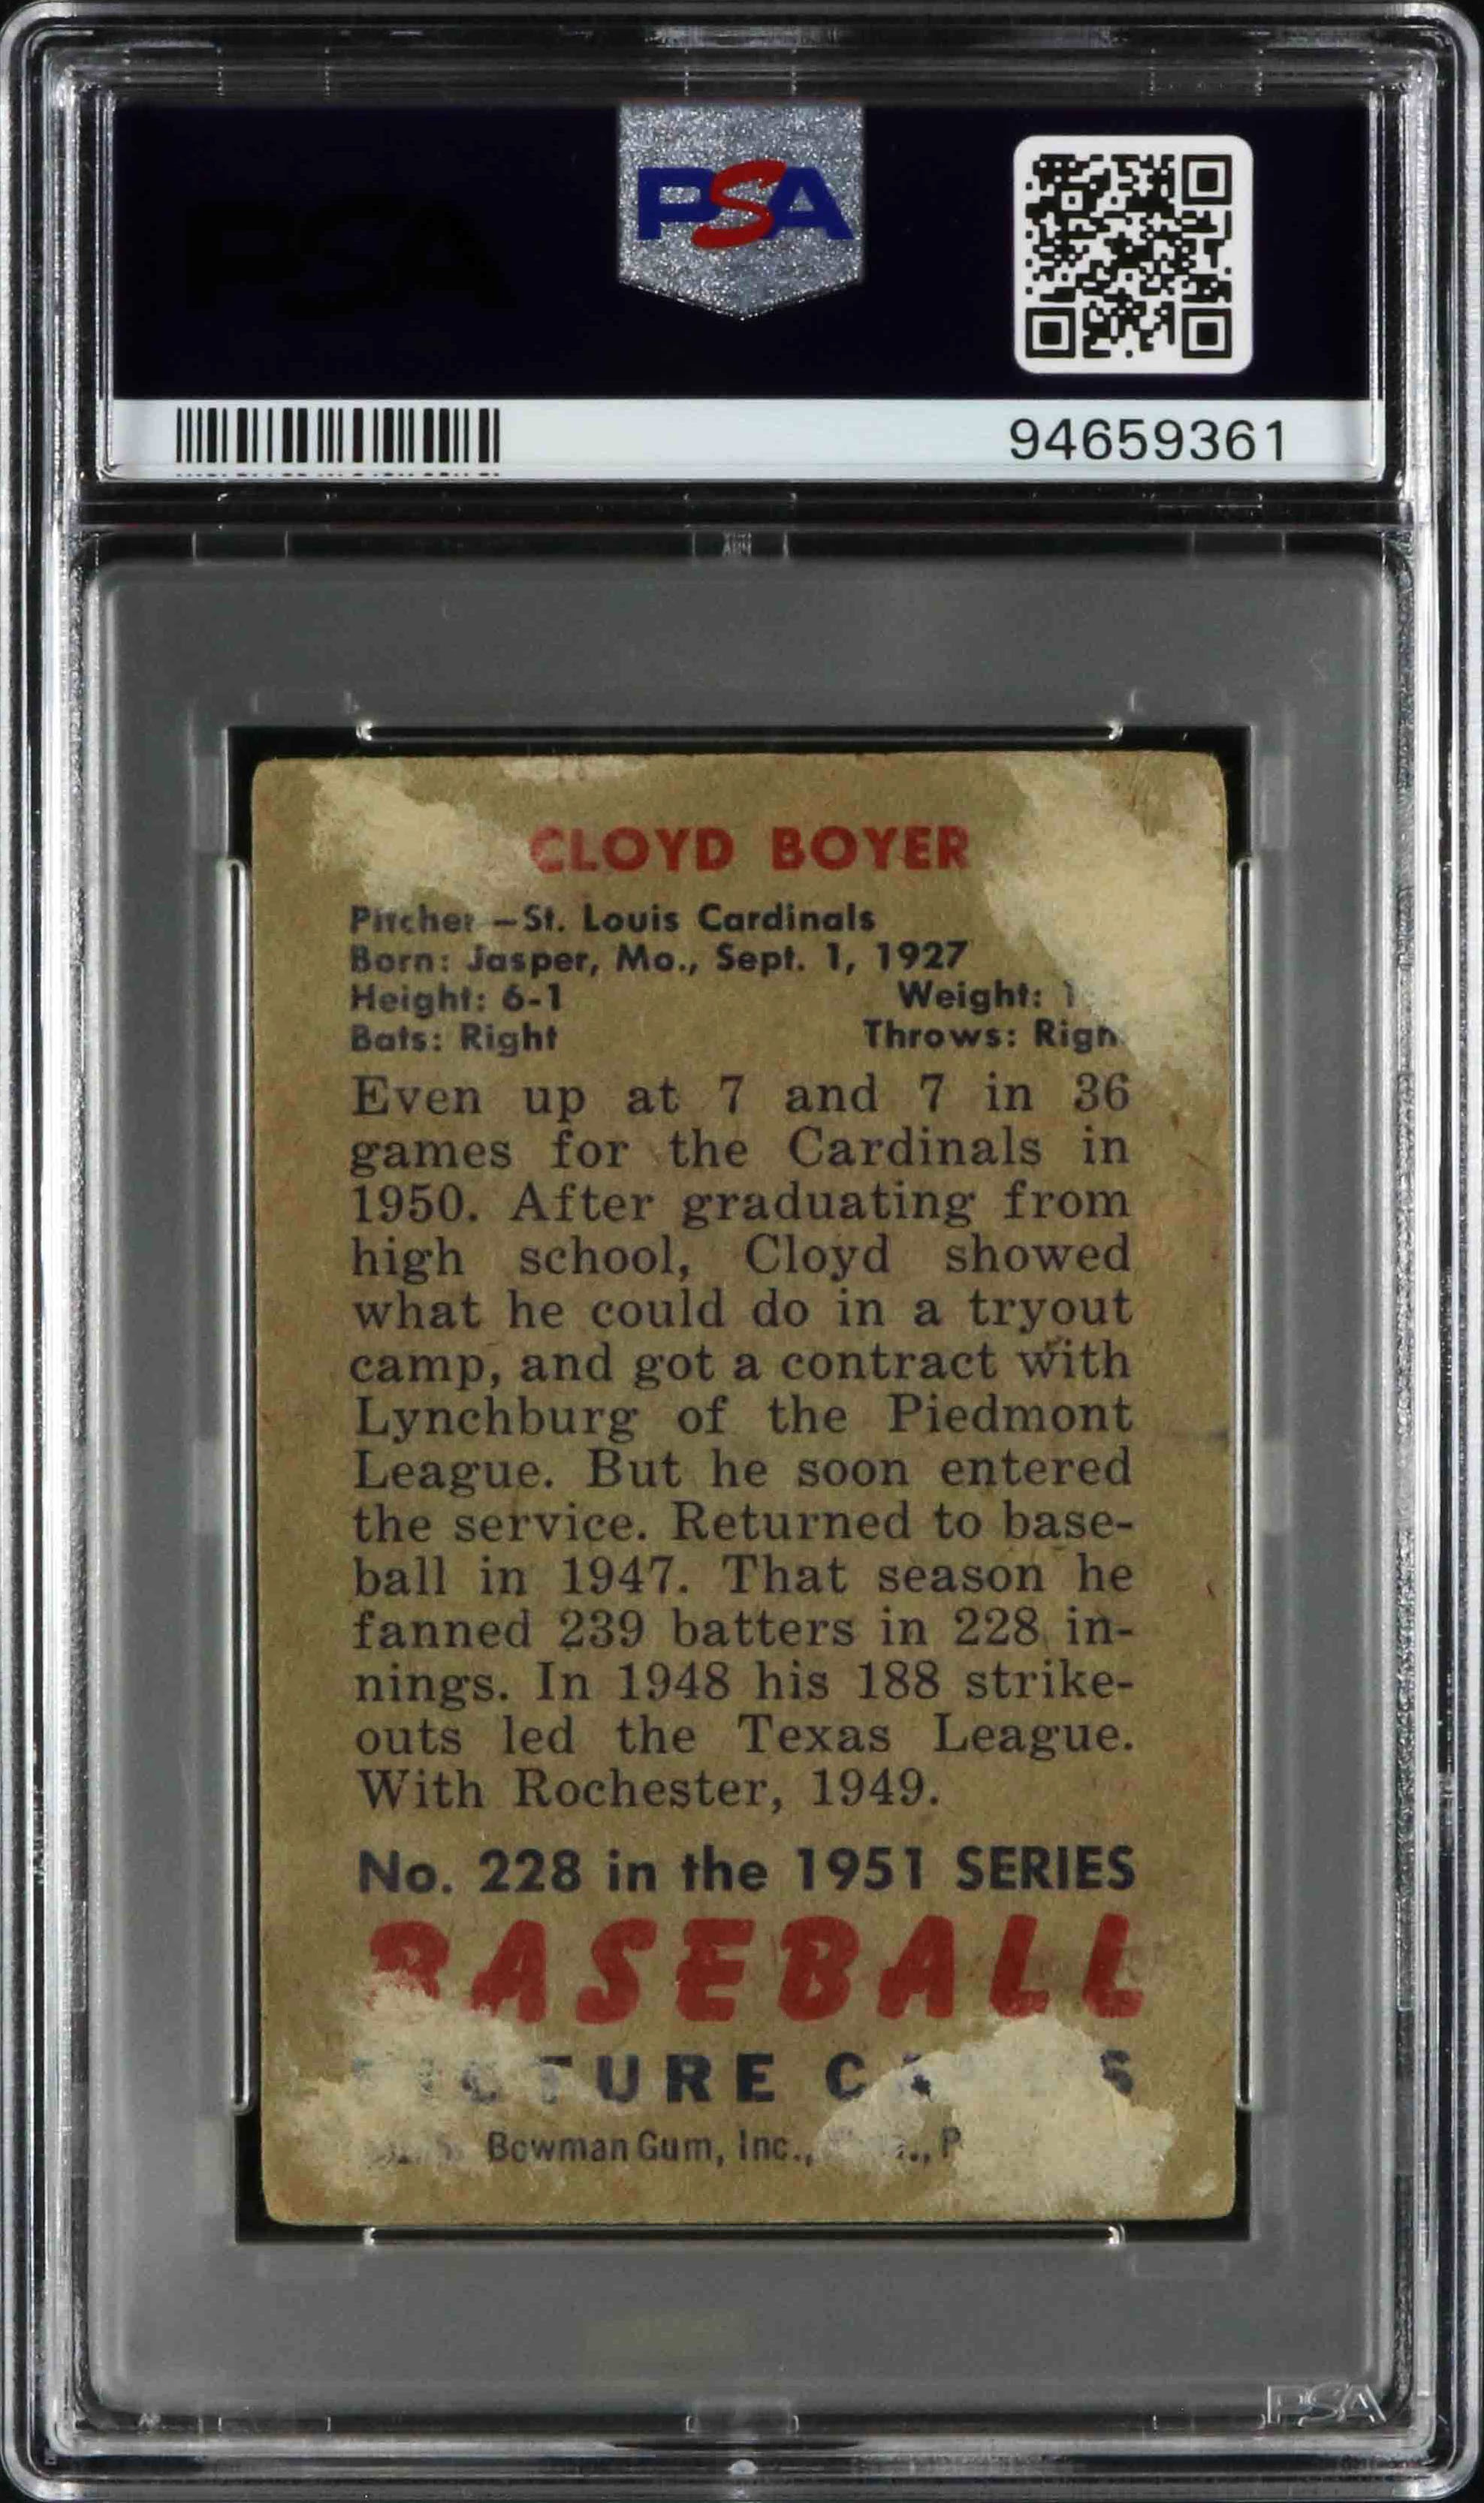 PSA
94659361
CLOYD BOYER
Pitcher - St. Louis Cardinals
Born: Jasper, Mo., Sept. 1, 1927
Height: 6-1 Weight:
Bats: Right Throws: Righ
Even up at 7 and 7 in 36
games for the Cardinals in
1950. After graduating from
high school, Cloyd showed
what he could do in a tryout
camp, and got a contract with
Lynchburg of the Piedmont
League. But he soon entered
the service. Returned to base-
ball in 1947. That season he
fanned 239 batters in 228 in-
nings. In 1948 his 188 strike-
outs led the Texas League.
With Rochester, 1949.
No. 228 in the 1951 SERIES
BASEBALL
PICTURE C
Bowman Gum, Inc.,
PSA